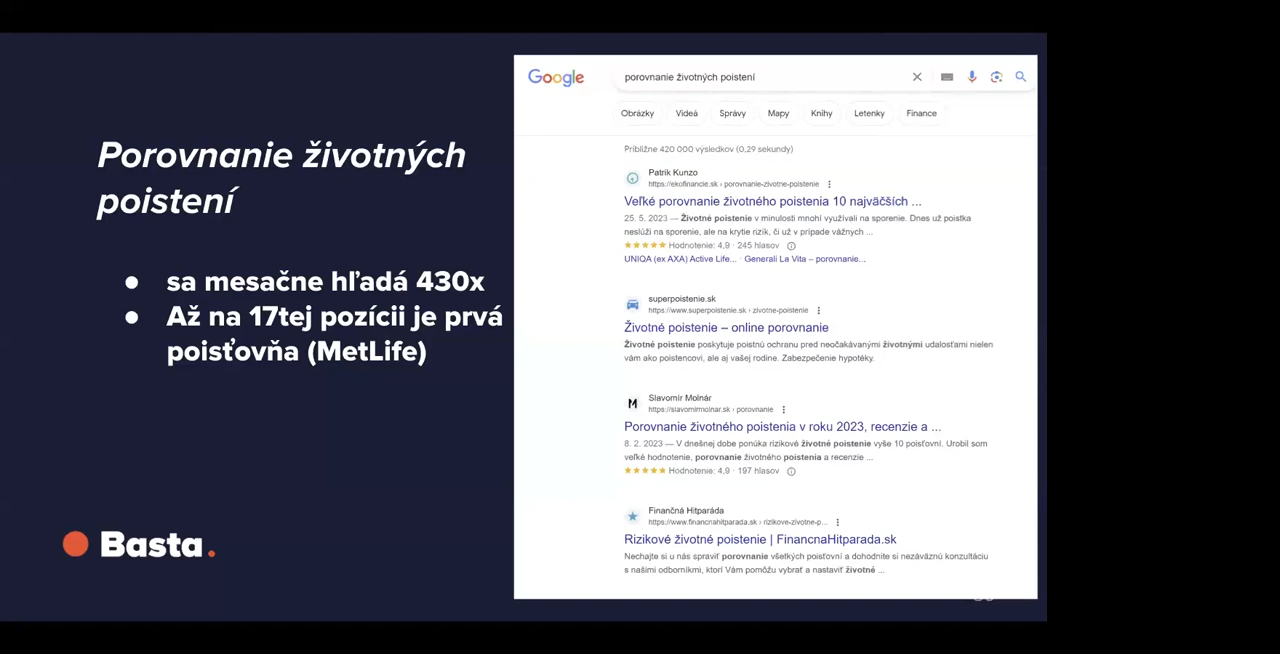 Porovnanie životných
poistení
● sa mesačne hľadá 430x
● Až na 17tej pozícii je prvá
poisťovňa (MetLife)
Basta.
Google
porovnanie životných poistení
Obrázky Videá Správy Mapy Knihy Letenky Finance
Približne 420 000 výsledkov (0,29 sekundy)
Patrik Kunzo
https://ekofinancie.sk › porovnanie-zivotne-poistenie
Veľké porovnanie životného poistenia 10 najväčších ...
25. 5. 2023 — Životné poistenie v minulosti mnohí využívali na sporenie. Dnes už poistka
neslúži na sporenie, ale na krytie rizík, či už v prípade vážnych ...
Hodnotenie: 4,9 · 245 hlasov
UNIQA (ex AXA) Active Life... · Generali La Vita – porovnanie...
superpoistenie.sk
https://www.superpoistenie.sk › zivotne-poistenie
Životné poistenie – online porovnanie
Životné poistenie poskytuje poistnú ochranu pred neočakávanými životnými udalosťami nielen
vám ako poistencovi, ale aj vašej rodine. Zabezpečenie hypotéky.
M
Slavomír Molnár
https://slavomirmolnar.sk › porovnanie
Porovnanie životného poistenia v roku 2023, recenzie a ...
8. 2. 2023 — V dnešnej dobe ponúka rizikové životné poistenie vyše 10 poisťovní. Urobil som
veľké hodnotenie, porovnanie životného poistenia a recenzie ...
Hodnotenie: 4,9 · 197 hlasov
Finančná Hitparáda
https://www.financnahitparada.sk › rizikove-zivotne-p...
Rizikové životné poistenie | FinancnaHitparada.sk
Nechajte si u nás spraviť porovnanie všetkých poisťovní a dohodnite si nezáväznú konzultáciu
s našimi odborníkmi, ktorí Vám pomôžu vybrať a nastaviť životné ...